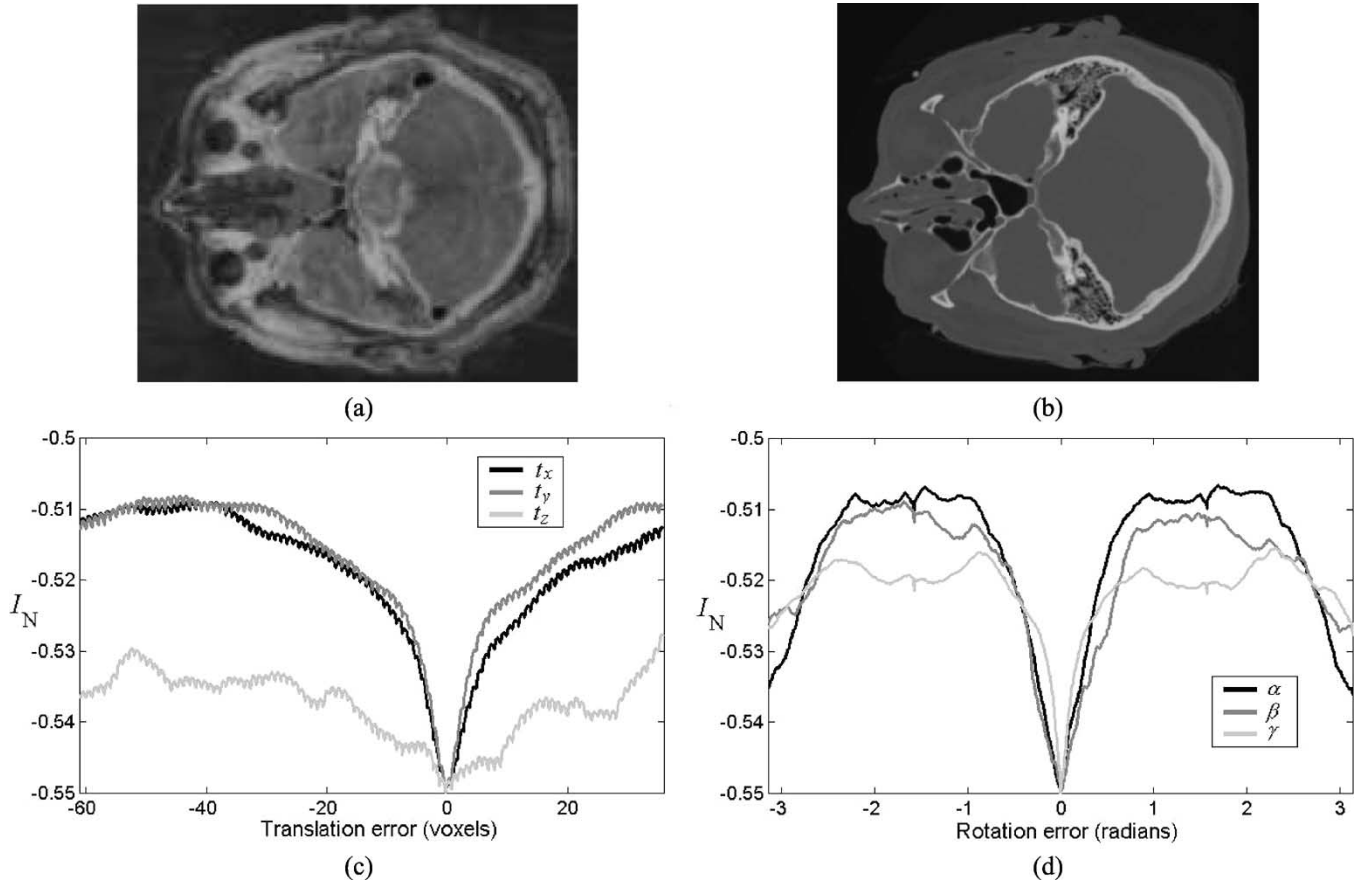 (a)
(b)
-0.5
-0.51
-0.52
-0.53
-0.54
-0.55
I_N
-60
-40
-20
0
20
Translation error (voxels)
t_x
t_y
t_z
(c)
-0.5
-0.51
-0.52
-0.53
-0.54
-0.55
I_N
-3
-2
-1
0
1
2
3
Rotation error (radians)
α
β
γ
(d)